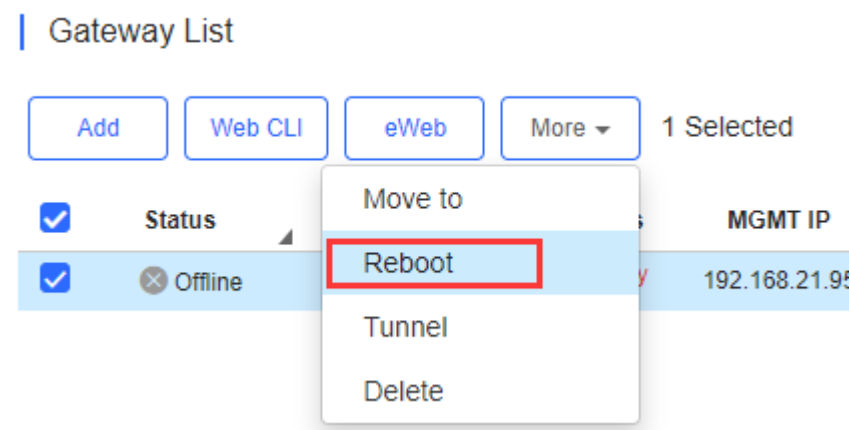 Gateway List
Add Web CLI eWeb More 1 Selected
Move to
Status MGMT IP
Reboot
Offline 192.168.21.95
Tunnel
Delete